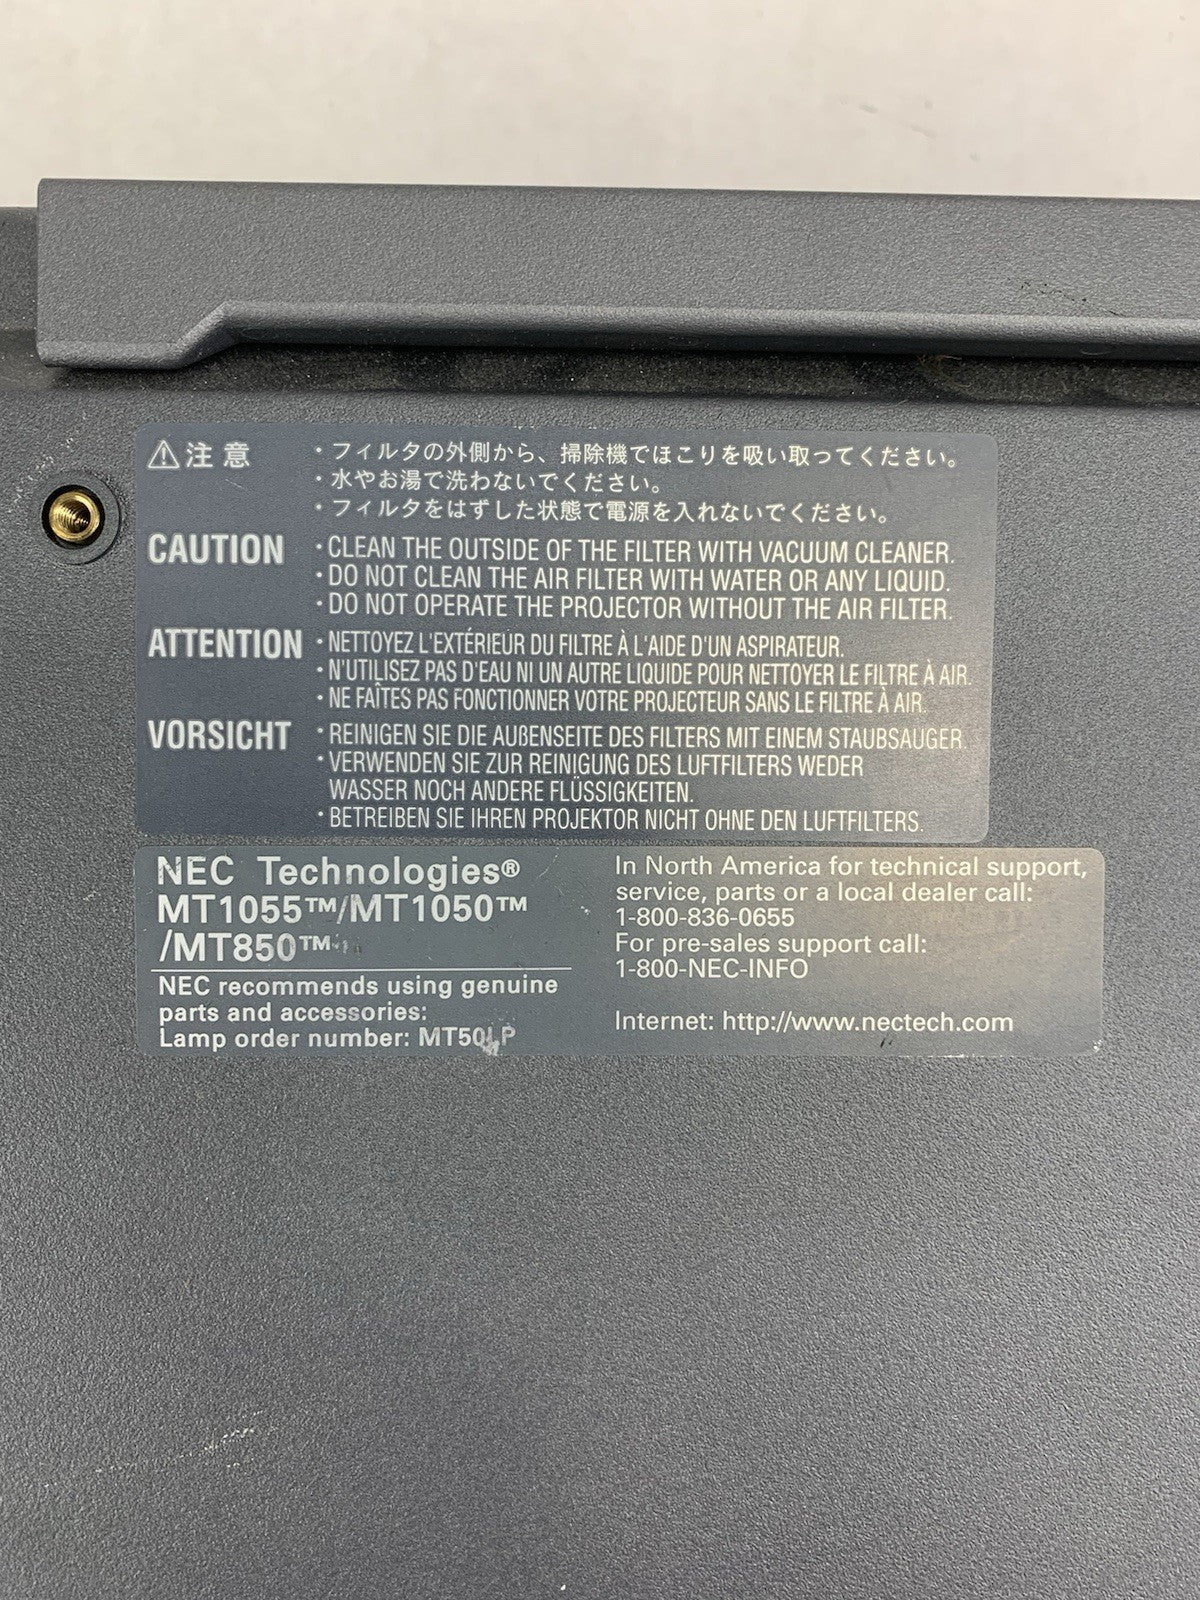 ⚠注意
・フィルタの外側から、掃除機でほこりを吸い取ってください。
・水やお湯で洗わないでください。
・フィルタをはずした状態で電源を入れないでください。
CAUTION
・CLEAN THE OUTSIDE OF THE FILTER WITH VACUUM CLEANER.
・DO NOT CLEAN THE AIR FILTER WITH WATER OR ANY LIQUID.
・DO NOT OPERATE THE PROJECTOR WITHOUT THE AIR FILTER.
ATTENTION
・NETTOYEZ L'EXTÉRIEUR DU FILTRE À L'AIDE D'UN ASPIRATEUR.
・N'UTILISEZ PAS D'EAU NI UN AUTRE LIQUIDE POUR NETTOYER LE FILTRE À AIR.
・NE FAÎTES PAS FONCTIONNER VOTRE PROJECTEUR SANS LE FILTRE À AIR.
VORSICHT
・REINIGEN SIE DIE AUßENSEITE DES FILTERS MIT EINEM STAUBSAUGER.
・VERWENDEN SIE ZUR REINIGUNG DES LUFTFILTERS WEDER
WASSER NOCH ANDERE FLÜSSIGKEITEN.
・BETREIBEN SIE IHREN PROJEKTOR NICHT OHNE DEN LUFTFILTERS.
NEC Technologies®
MT1055™/MT1050™
/MT850™
NEC recommends using genuine
parts and accessories:
Lamp order number: MT50LP
In North America for technical support,
service, parts or a local dealer call:
1-800-836-0655
For pre-sales support call:
1-800-NEC-INFO
Internet: http://www.nectech.com